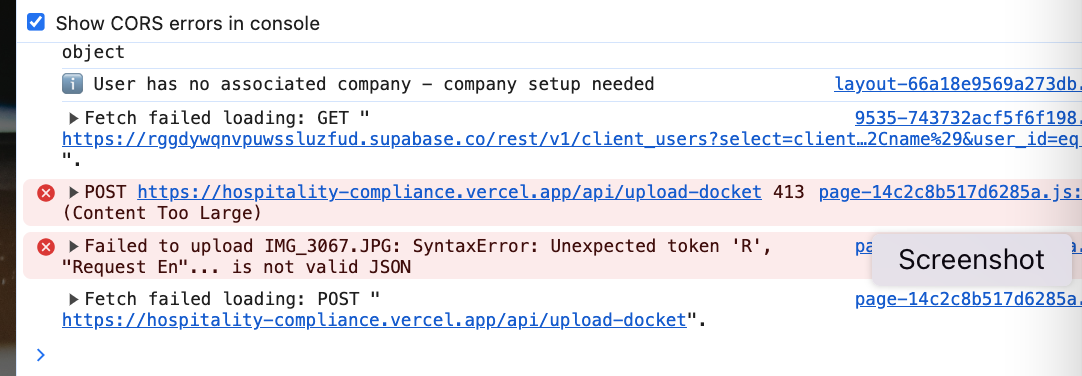 Show CORS errors in console
object
User has no associated company – company setup needed layout-66a18e9569a273db.
Fetch failed loading: GET " 9535-743732acf5f6f198.
https://rggdywqnvpuwssluzfud.supabase.co/rest/v1/client_users?select=client…2Cname%29&user_id=eq
".
POST https://hospitality-compliance.vercel.app/api/upload-docket 413 page-14c2c8b517d6285a.js:
(Content Too Large)
Failed to upload IMG_3067.JPG: SyntaxError: Unexpected token 'R',
"Request En"... is not valid JSON
Screenshot
Fetch failed loading: POST " page-14c2c8b517d6285a.
https://hospitality-compliance.vercel.app/api/upload-docket".